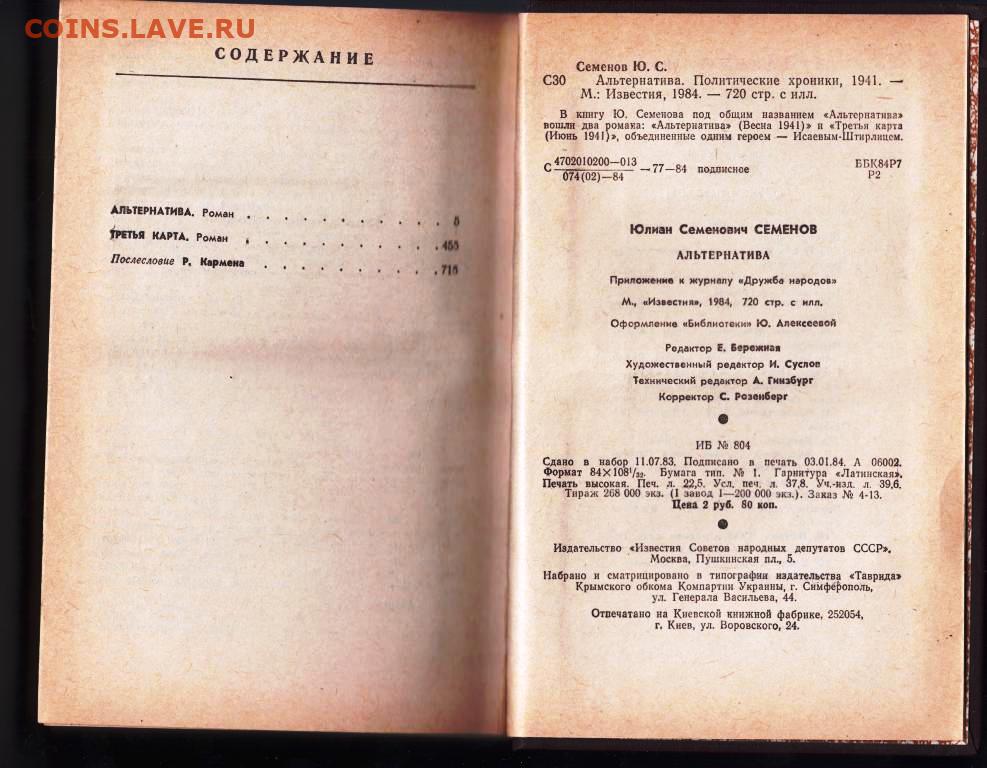 COINS.LAVE.RU
СОДЕРЖАНИЕ
АЛЬТЕРНАТИВА. Роман . . . . . . . . . . . 5
ТРЕТЬЯ КАРТА. Роман . . . . . . . . . . . 455
Послесловие Р. Кармена . . . . . . . . . . 715
Семенов Ю. С.
С30 Альтернатива. Политические хроники, 1941. —
М.: Известия, 1984. — 720 стр. с илл.
В книгу Ю. Семенова под общим названием «Альтернатива»
вошли два романа: «Альтернатива» (Весна 1941)» и «Третья карта
(Июнь 1941)», объединенные одним героем — Исаевым-Штирлицем.
С 4702010200—013 / 074(02)—84 —77—84 подписное
ББК84Р7
Р2
Юлиан Семенович СЕМЕНОВ
АЛЬТЕРНАТИВА
Приложение к журналу «Дружба народов»
М., «Известия», 1984, 720 стр. с илл.
Оформление «Библиотеки» Ю. Алексеевой
Редактор Е. Бережная
Художественный редактор И. Суслов
Технический редактор А. Гинзбург
Корректор С. Розенберг
ИБ № 804
Сдано в набор 11.07.83. Подписано в печать 03.01.84. А 06002.
Формат 84×108¹/₃₂. Бумага тип. № 1. Гарнитура «Латинская».
Печать высокая. Печ. л. 22,5. Усл. печ. л. 37,8. Уч.-изд. л. 39,6.
Тираж 268 000 экз. (I завод 1—200 000 экз.). Заказ № 4-13.
Цена 2 руб. 80 коп.
Издательство «Известия Советов народных депутатов СССР».
Москва, Пушкинская пл., 5.
Набрано и сматрицировано в типографии издательства «Таврида»
Крымского обкома Компартии Украины, г. Симферополь,
ул. Генерала Васильева, 44.
Отпечатано на Киевской книжной фабрике, 252054,
г. Киев, ул. Воровского, 24.